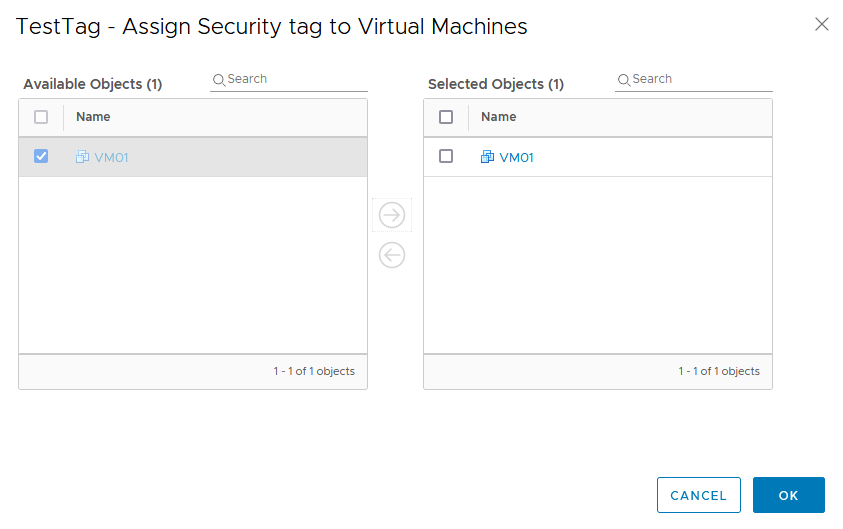 TestTag - Assign Security tag to Virtual Machines
Available Objects (1)
Search
Name
VM01
1 - 1 of 1 objects
Selected Objects (1)
Search
Name
VM01
1 - 1 of 1 objects
CANCEL
OK